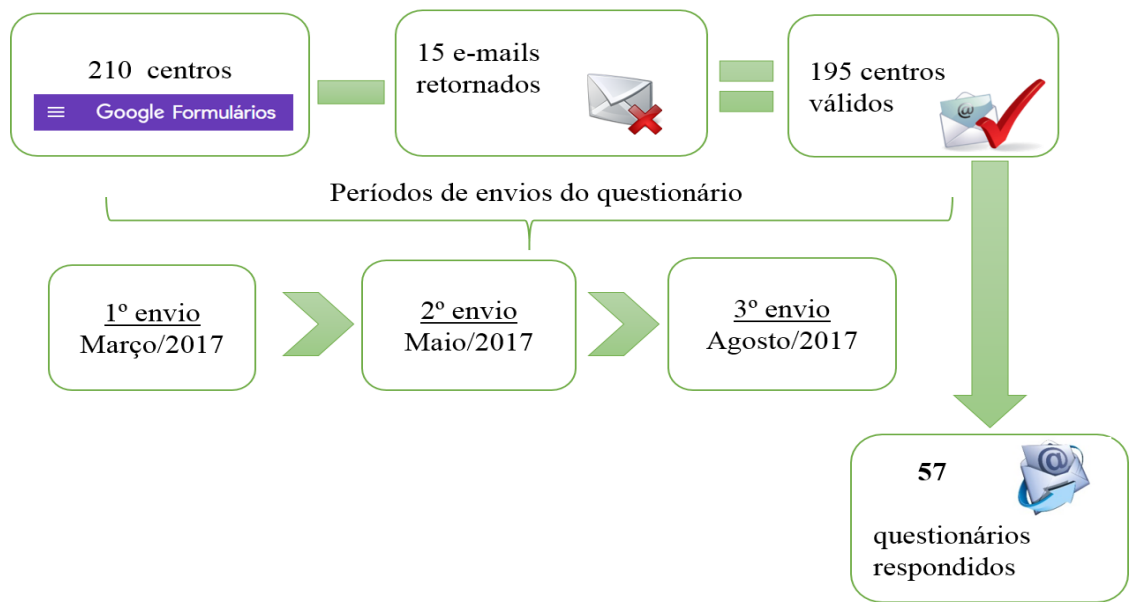 210 centros
Google Formulários
15 e-mails
retornados
195 centros
válidos
@
Períodos de envios do questionário
1º envio
Março/2017
2º envio
Maio/2017
3º envio
Agosto/2017
57
@
questionários
respondidos